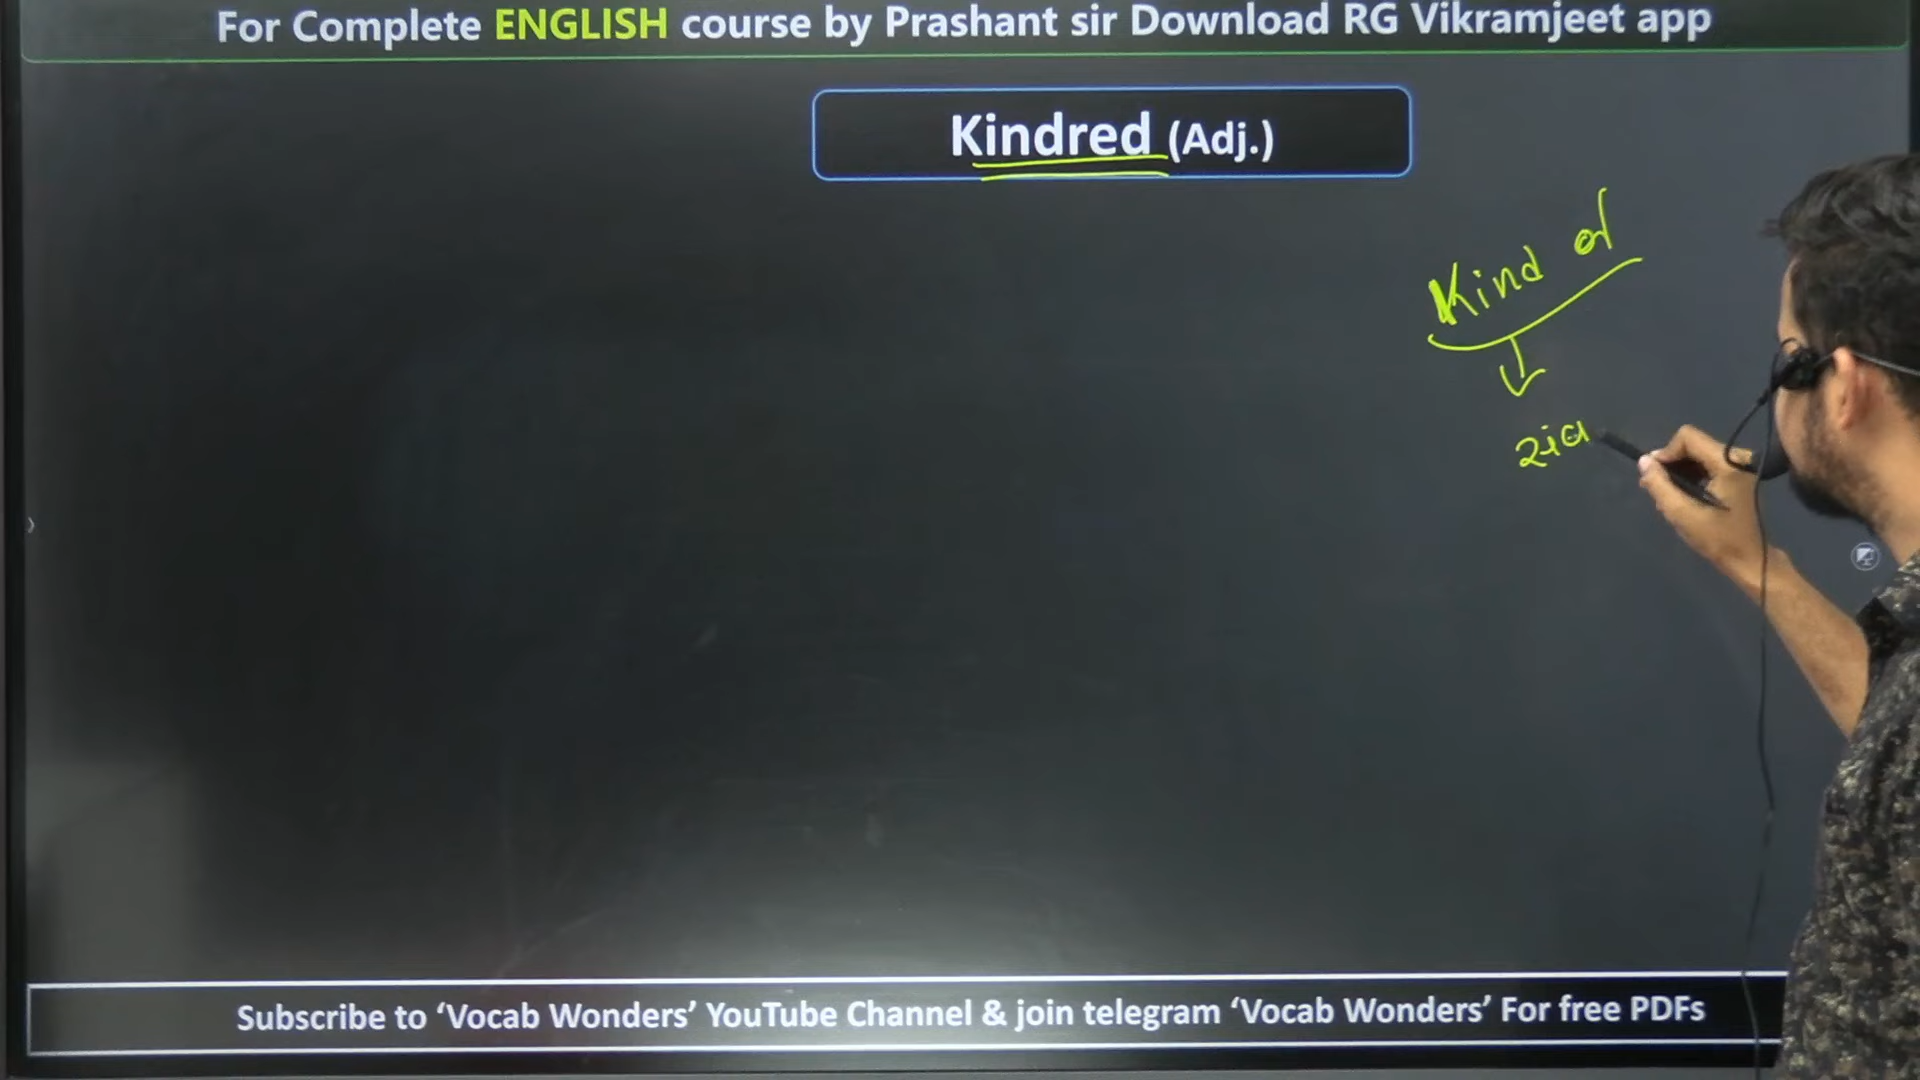 For Complete ENGLISH course by Prashant sir Download RG Vikramjeet app
Kindred (Adj.)
Kind of
Subscribe to ‘Vocab Wonders’ YouTube Channel & join telegram ‘Vocab Wonders’ For free PDFs